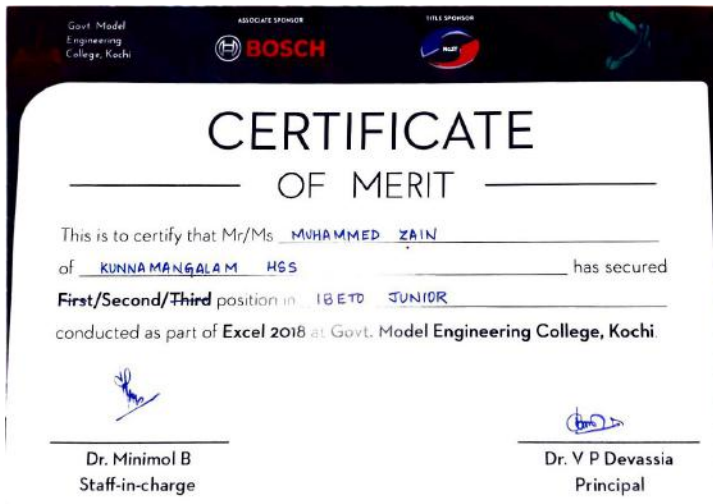 Govt Model
Engineering
College, Kochi
ASSOCIATE SPONSOR
BOSCH
TITLE SPONSOR
CERTIFICATE
OF MERIT
This is to certify that Mr/Ms MUHAMMED ZAIN
of KUNNAMANGALAM HSS has secured
First/Second/Third position in IBETO JUNIOR
conducted as part of Excel 2018 at Govt. Model Engineering College, Kochi.
Dr. Minimol B
Staff-in-charge
Dr. V P Devassia
Principal